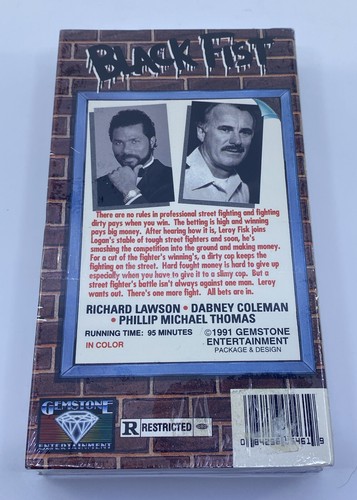 BLACK FIST
There are no rules in professional street fighting and fighting
dirty pays when you win. The betting is high and winning
pays big money. After hearing how it is, Leroy Fisk joins
Logan's stable of tough street fighters and soon, he's
smashing the competition into the ground and making money.
For a cut of the fighter's winning's, a dirty cop keeps the
fighting on the street. Hard fought money is hard to give up
especially when you have to give it to a slimy cop. But a
street fighter's battle isn't always against one man. Leroy
wants out. There's one more fight. All bets are in.
RICHARD LAWSON • DABNEY COLEMAN
• PHILLIP MICHAEL THOMAS
RUNNING TIME: 95 MINUTES
IN COLOR
©1991 GEMSTONE
ENTERTAINMENT
PACKAGE & DESIGN
GEMSTONE
ENTERTAINMENT
R RESTRICTED